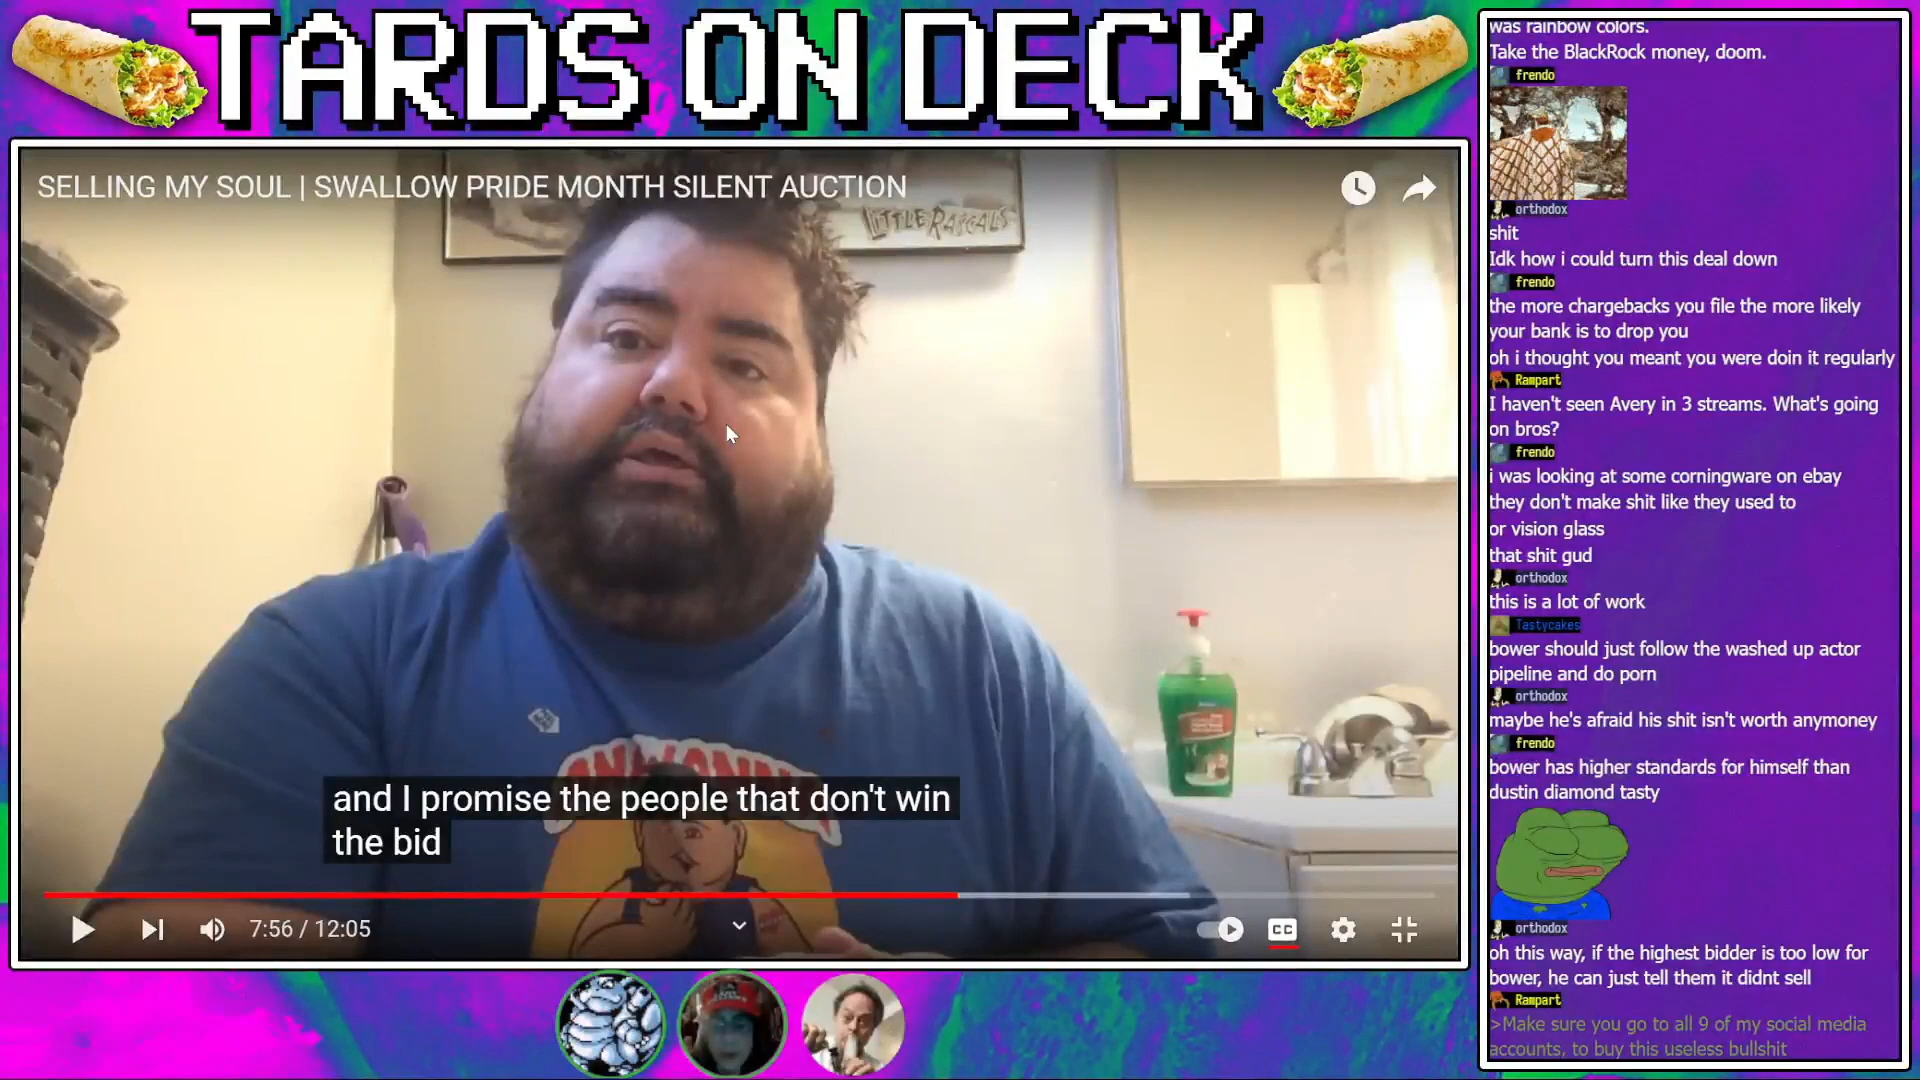 TARDS ON DECK
SELLING MY SOUL | SWALLOW PRIDE MONTH SILENT AUCTION
LITTLE RASCALS
and I promise the people that don't win
the bid
7:56 / 12:05
CC
was rainbow colors.
Take the BlackRock money, doom.
frendo
orthodox
shit
Idk how i could turn this deal down
frendo
the more chargebacks you file the more likely
your bank is to drop you
oh i thought you meant you were doin it regularly
Rampart
I haven't seen Avery in 3 streams. What's going
on bros?
frendo
i was looking at some corningware on ebay
they don't make shit like they used to
or vision glass
that shit gud
orthodox
this is a lot of work
Tastycakes
bower should just follow the washed up actor
pipeline and do porn
orthodox
maybe he's afraid his shit isn't worth anymoney
frendo
bower has higher standards for himself than
dustin diamond tasty
orthodox
oh this way, if the highest bidder is too low for
bower, he can just tell them it didnt sell
Rampart
>Make sure you go to all 9 of my social media
accounts, to buy this useless bullshit